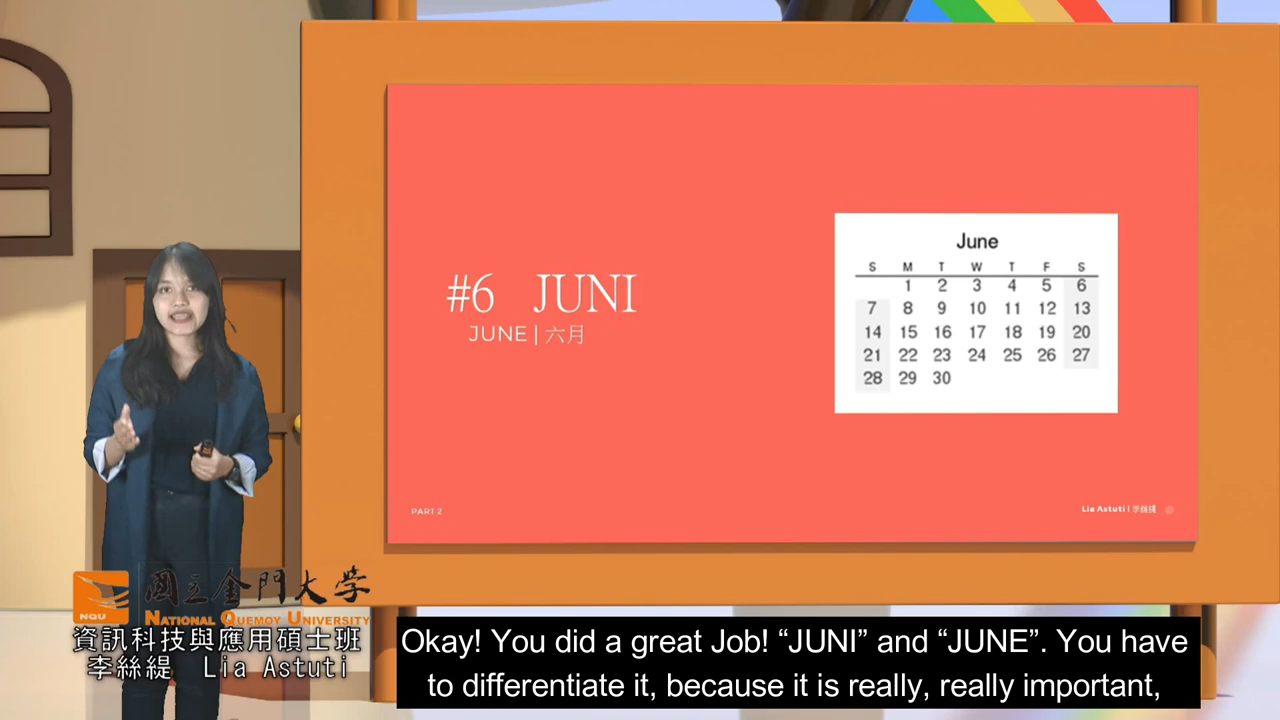 #6 JUNI
JUNE | 六月
June
S M T W T F S
1 2 3 4 5 6
7 8 9 10 11 12 13
14 15 16 17 18 19 20
21 22 23 24 25 26 27
28 29 30
PART 2
Lia Astuti | 李絲緹
NQU
國立金門大學
NATIONAL QUEMOY UNIVERSITY
資訊科技與應用碩士班
李絲緹 Lia Astuti
Okay! You did a great Job! “JUNI” and “JUNE”. You have
to differentiate it, because it is really, really important,